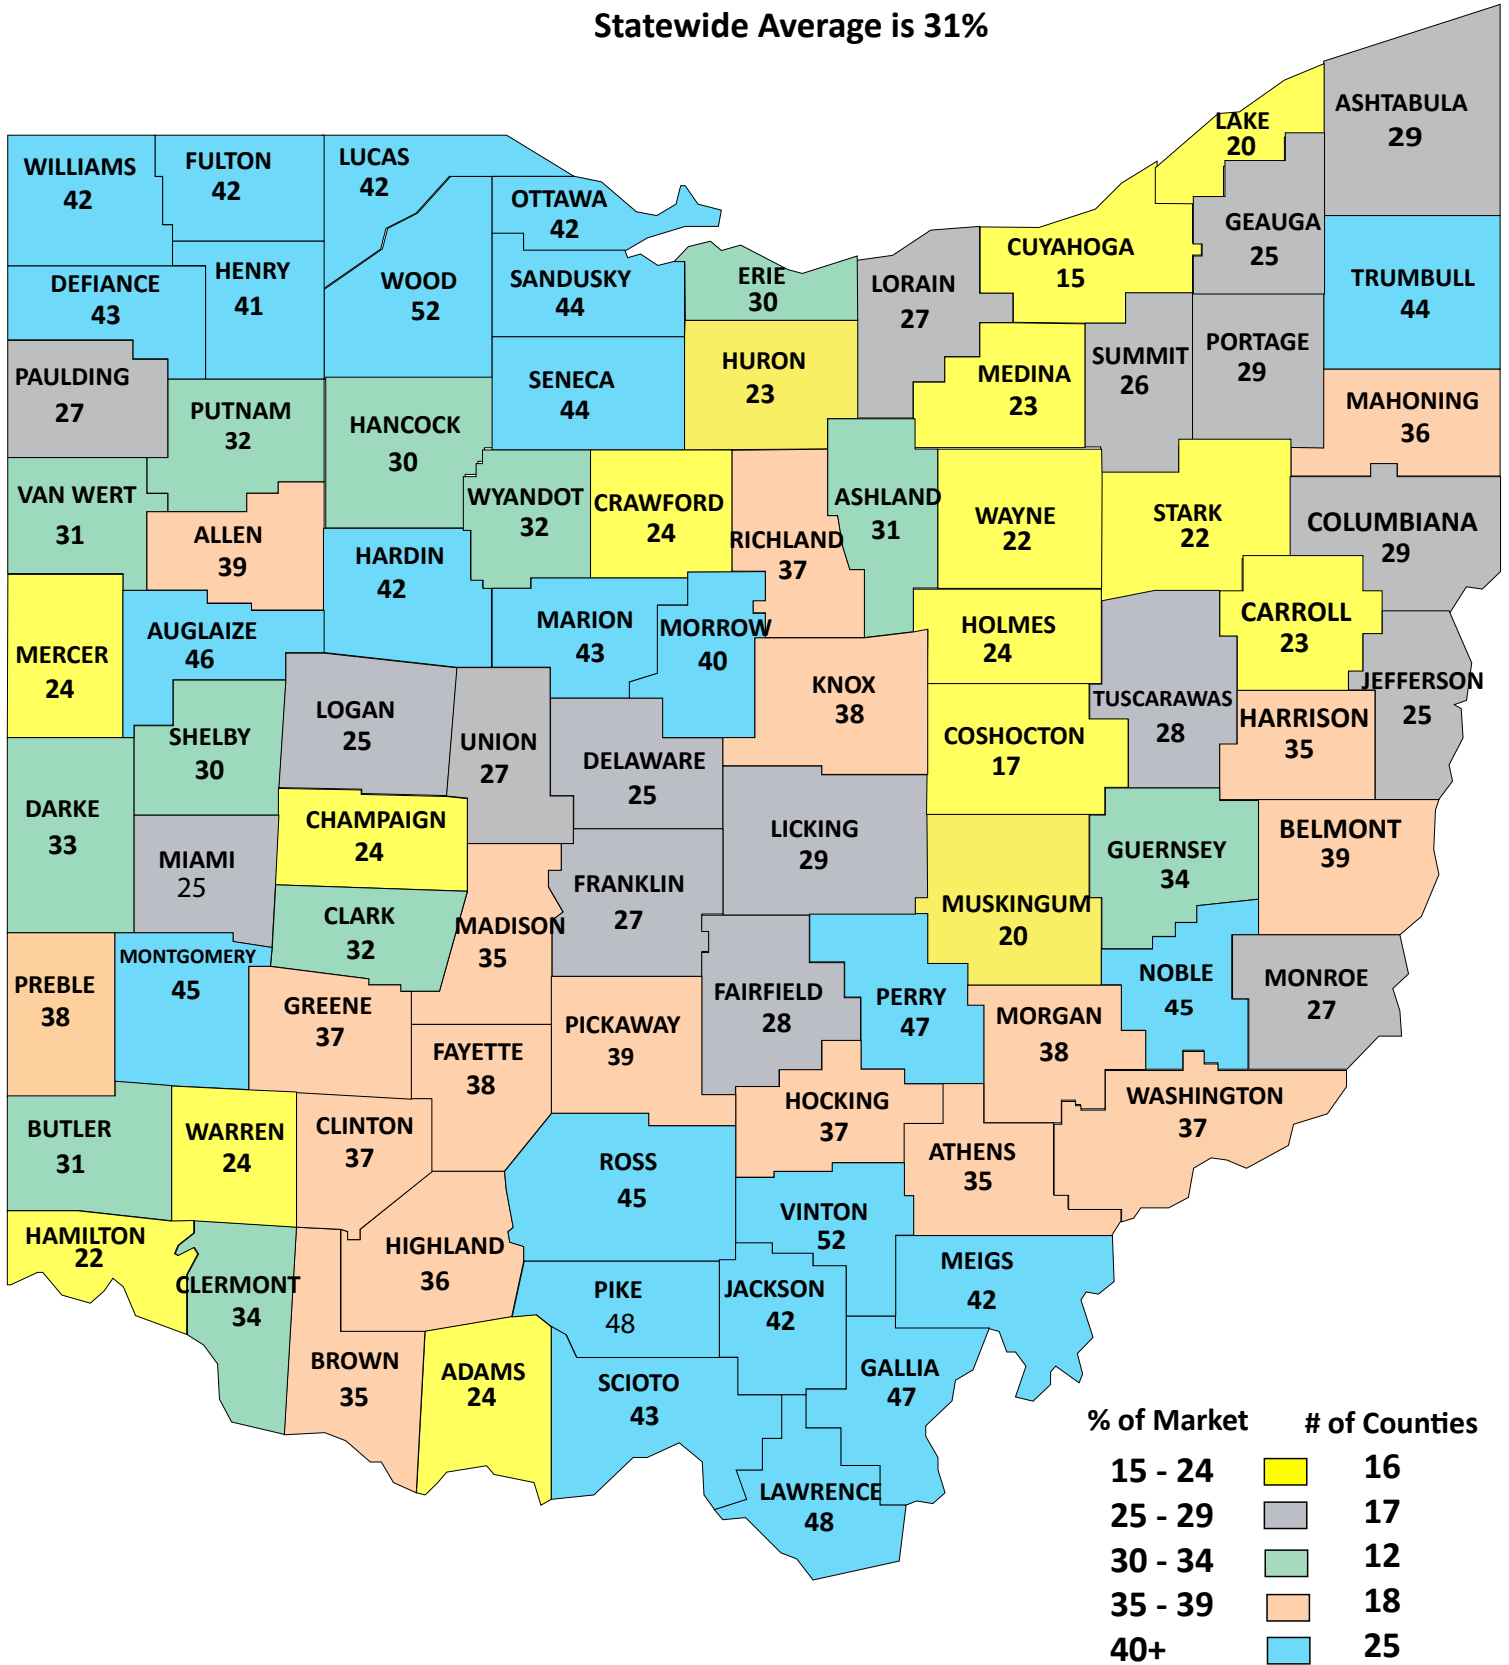 Statewide Average is 31%
ASHTABULA
29
LAKE
20
WILLIAMS
42
FULTON
42
LUCAS
42
OTTAWA
42
GEAUGA
25
CUYAHOGA
15
DEFIANCE
43
HENRY
41
WOOD
52
SANDUSKY
44
ERIE
30
LORAIN
27
TRUMBULL
44
PAULDING
27
PUTNAM
32
HANCOCK
30
SENECA
44
HURON
23
MEDINA
23
SUMMIT
26
PORTAGE
29
MAHONING
36
VAN WERT
31
ALLEN
39
HARDIN
42
WYANDOT
32
CRAWFORD
24
RICHLAND
37
ASHLAND
31
WAYNE
22
STARK
22
COLUMBIANA
29
MERCER
24
AUGLAIZE
46
MARION
43
MORROW
40
HOLMES
24
CARROLL
23
KNOX
38
TUSCARAWAS
28
JEFFERSON
25
HARRISON
35
LOGAN
25
SHELBY
30
UNION
27
DELAWARE
25
COSHOCTON
17
DARKE
33
CHAMPAIGN
24
MIAMI
25
LICKING
29
GUERNSEY
34
BELMONT
39
CLARK
32
MADISON
35
FRANKLIN
27
MUSKINGUM
20
PREBLE
38
MONTGOMERY
45
GREENE
37
FAYETTE
38
PICKAWAY
39
FAIRFIELD
28
PERRY
47
MORGAN
38
NOBLE
45
MONROE
27
BUTLER
31
WARREN
24
CLINTON
37
ROSS
45
HOCKING
37
ATHENS
35
WASHINGTON
37
HAMILTON
22
CLERMONT
34
HIGHLAND
36
VINTON
52
MEIGS
42
PIKE
48
JACKSON
42
BROWN
35
ADAMS
24
SCIOTO
43
GALLIA
47
LAWRENCE
48
% of Market # of Counties
15 - 24 16
25 - 29 17
30 - 34 12
35 - 39 18
40+ 25